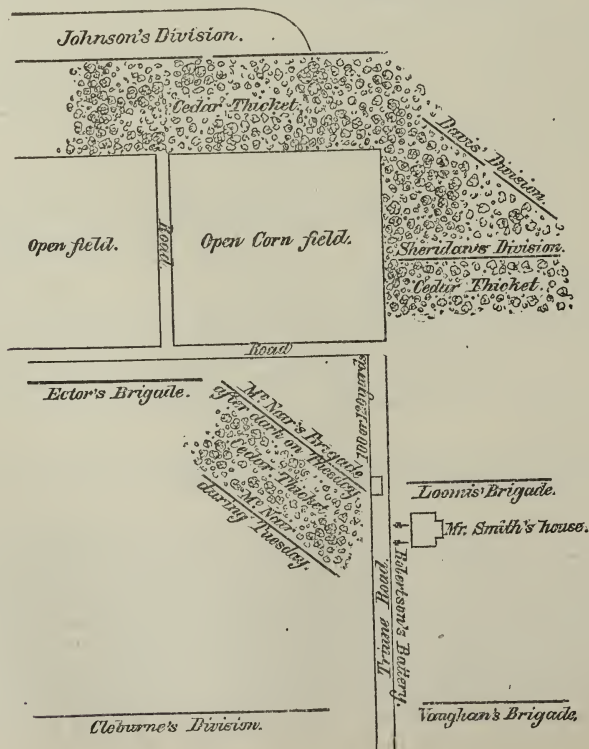 Johnson's Division.
Cedar Thicket.
Davis' Division.
Open field.
Road.
Open Corn field.
Sheridan's Division.
Cedar Thicket.
Road
Ector's Brigade.
McNair's Brigade
after dark on Tuesday.
Cedar Thicket
McNair
during Tuesday.
Loomis' Brigade.
Mr. Smith's house.
Robertson's Battery.
Triune Road.
Cleburne's Division.
Vaughan's Brigade.